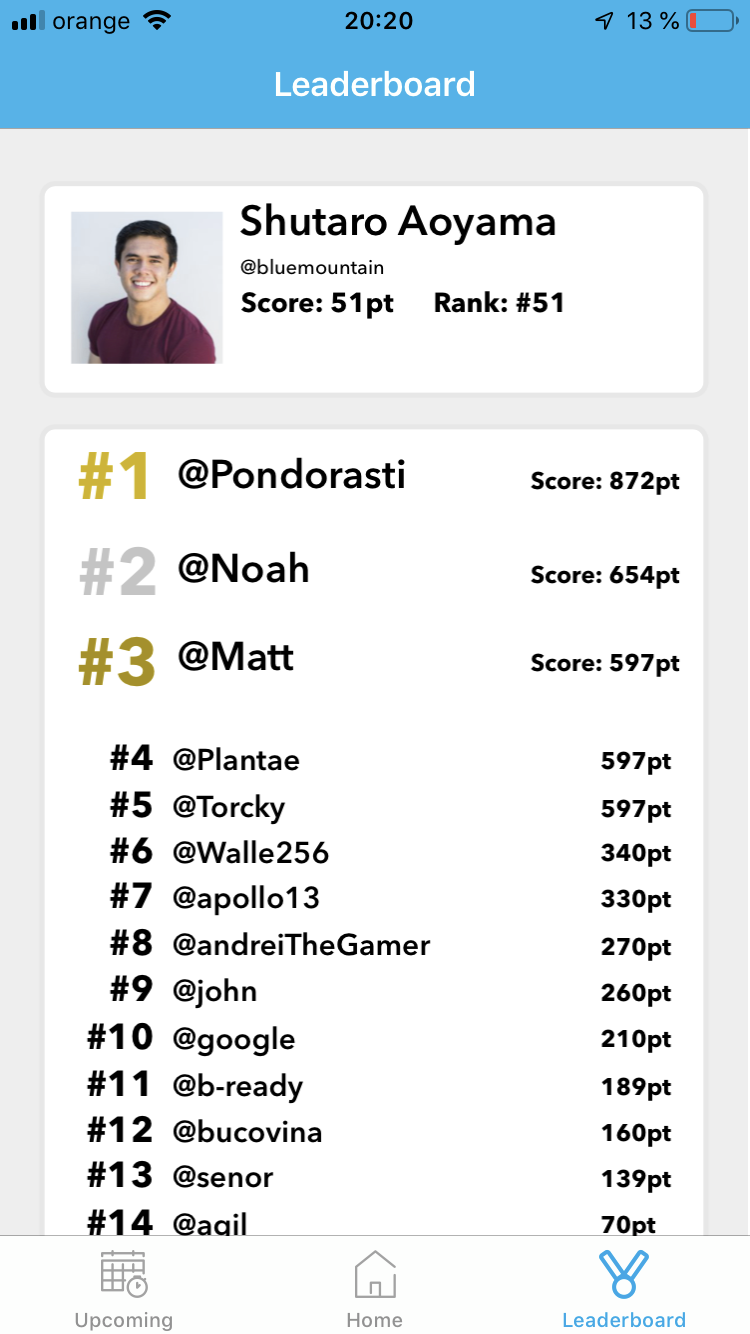 orange 20:20 13 %
Leaderboard
Shutaro Aoyama
@bluemountain
Score: 51pt Rank: #51
#1 @Pondorasti Score: 872pt
#2 @Noah Score: 654pt
#3 @Matt Score: 597pt
#4 @Plantae 597pt
#5 @Torcky 597pt
#6 @Walle256 340pt
#7 @apollo13 330pt
#8 @andreiTheGamer 270pt
#9 @john 260pt
#10 @google 210pt
#11 @b-ready 189pt
#12 @bucovina 160pt
#13 @senor 139pt
#14 70pt
Upcoming Home Leaderboard